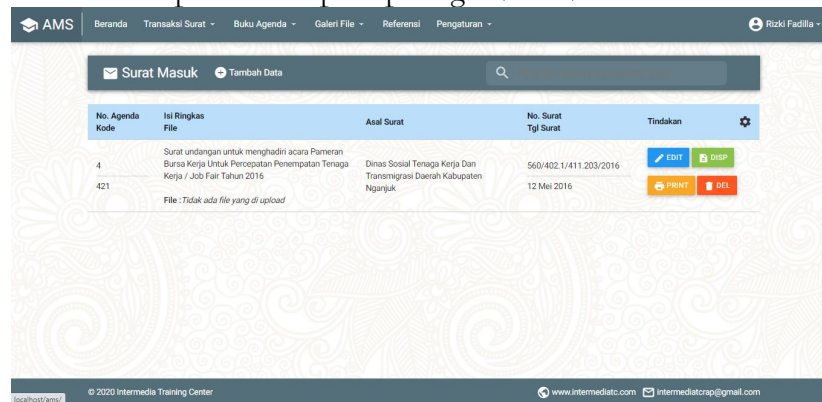 AMS Beranda Transaksi Surat Buku Agenda Galeri File Referensi Pengaturan Rizki Fadilla
Surat Masuk Tambah Data
No. Agenda Isi Ringkas Asal Surat No. Surat Tindakan
Kode File Tgl Surat
4
421
Surat undangan untuk menghadiri acara Pameran
Bursa Kerja Untuk Percepatan Penempatan Tenaga
Kerja / Job Fair Tahun 2016
File : Tidak ada file yang di upload
Dinas Sosial Tenaga Kerja Dan
Transmigrasi Daerah Kabupaten
Nganjuk
560/402.1/411.203/2016
12 Mei 2016
EDIT DISP
PRINT DEL
© 2020 Intermedia Training Center www.intermediatc.com intermediatcrap@gmail.com
localhost/ams/